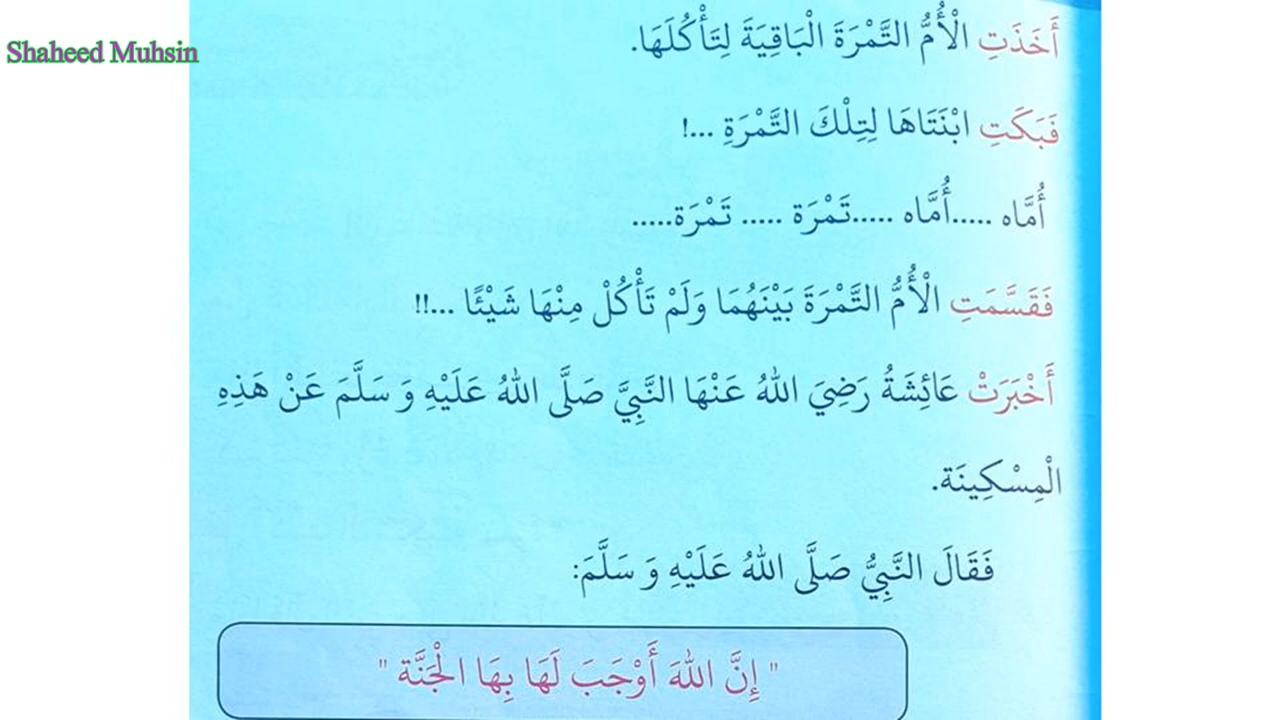 Shaheed Muhsin
أَخَذَتِ الْأُمُّ التَّمْرَةَ الْبَاقِيَةَ لِتَأْكُلَهَا.
فَبَكَتِ ابْنَتَاهَا لِتِلْكَ التَّمْرَةِ ...!
أُمَّاه .....أُمَّاه .....تَمْرَة ..... تَمْرَة.....
فَقَسَّمَتِ الْأُمُّ التَّمْرَةَ بَيْنَهُمَا وَلَمْ تَأْكُلْ مِنْهَا شَيْئًا ...!!
أَخْبَرَتْ عَائِشَةُ رَضِيَ اللهُ عَنْهَا النَّبِيَّ صَلَّى اللهُ عَلَيْهِ وَ سَلَّمَ عَنْ هَذِهِ
الْمِسْكِينَة.
فَقَالَ النَّبِيُّ صَلَّى اللهُ عَلَيْهِ وَ سَلَّمَ:
" إِنَّ اللهَ أَوْجَبَ لَهَا بِهَا الْجَنَّة "